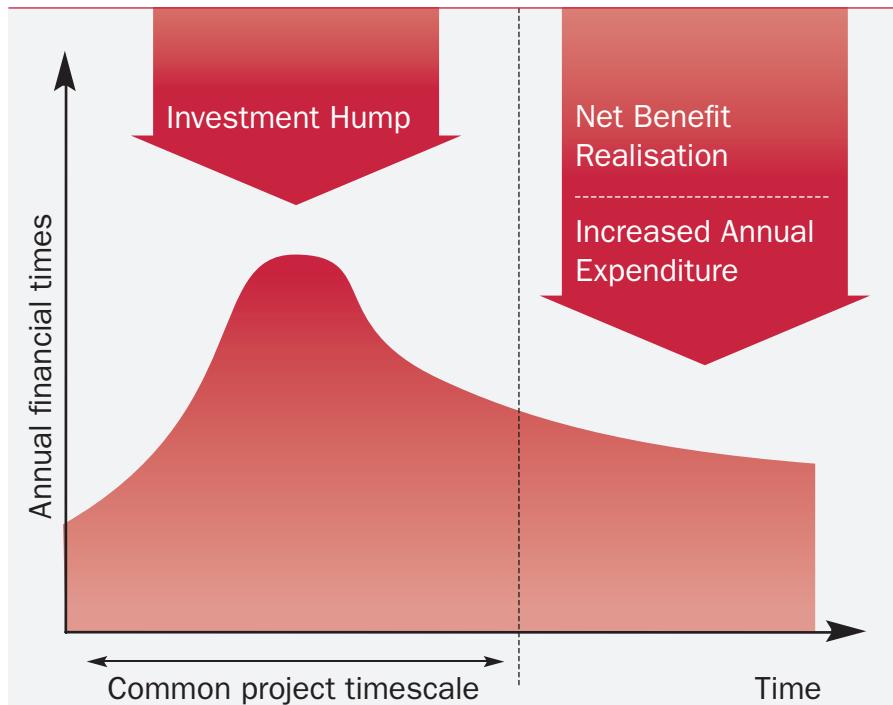 Investment Hump
Net Benefit
Realisation
Increased Annual
Expenditure
Annual financial times
Common project timescale
Time